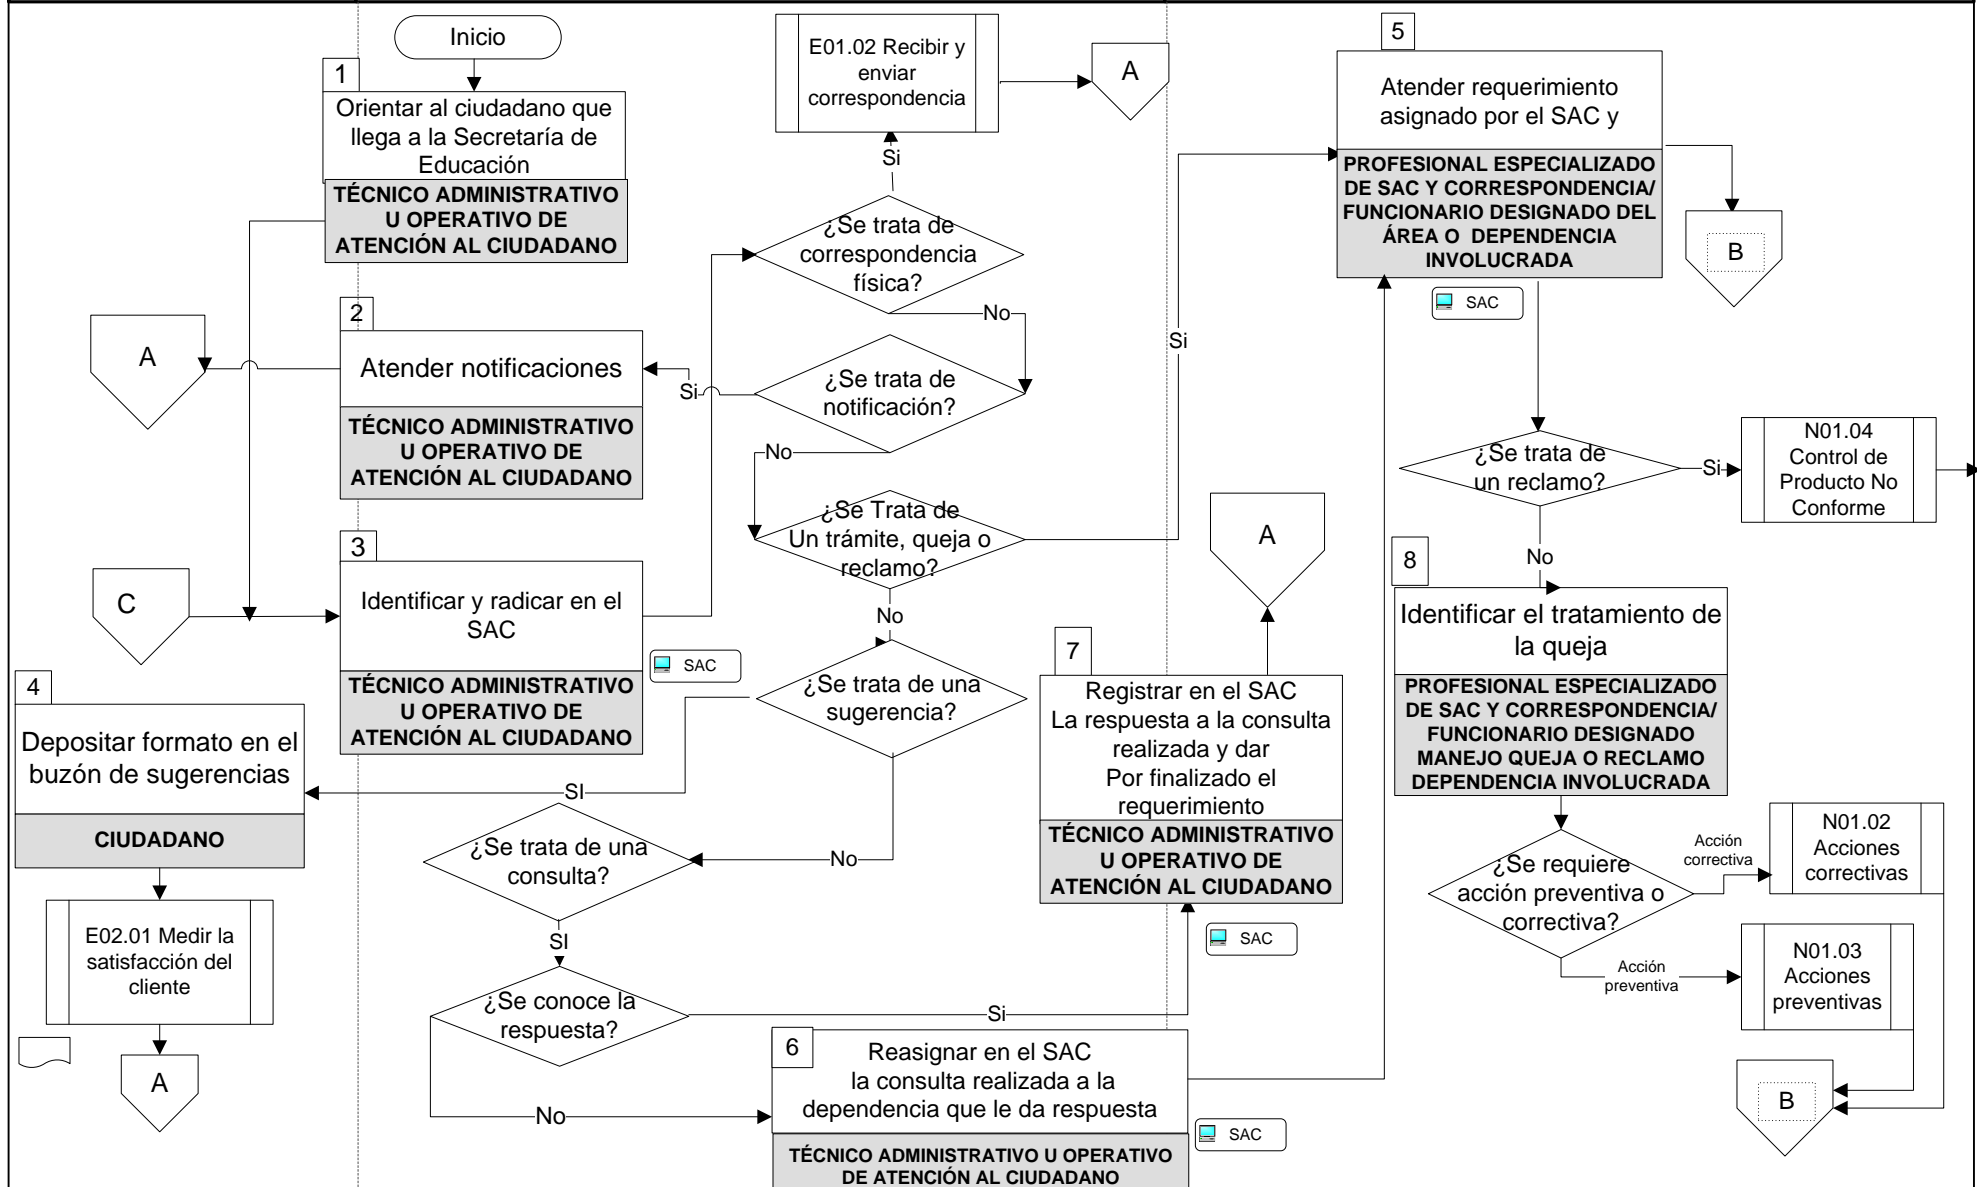 Inicio
1
Orientar al ciudadano que
llega a la Secretaría de
Educación
TÉCNICO ADMINISTRATIVO
U OPERATIVO DE
ATENCIÓN AL CIUDADANO
2
Atender notificaciones
TÉCNICO ADMINISTRATIVO
U OPERATIVO DE
ATENCIÓN AL CIUDADANO
A
3
Identificar y radicar en el
SAC
TÉCNICO ADMINISTRATIVO
U OPERATIVO DE
ATENCIÓN AL CIUDADANO
SAC
C
4
Depositar formato en el
buzón de sugerencias
CIUDADANO
E02.01 Medir la
satisfacción del
cliente
A
E01.02 Recibir y
enviar
correspondencia
A
Si
¿Se trata de
correspondencia
física?
No
¿Se trata de
notificación?
Si
No
¿Se Trata de
Un trámite, queja o
reclamo?
Si
No
¿Se trata de una
sugerencia?
SI
No
¿Se trata de una
consulta?
SI
¿Se conoce la
respuesta?
Si
No
6
Reasignar en el SAC
la consulta realizada a la
dependencia que le da respuesta
TÉCNICO ADMINISTRATIVO U OPERATIVO
DE ATENCIÓN AL CIUDADANO
SAC
A
7
Registrar en el SAC
La respuesta a la consulta
realizada y dar
Por finalizado el
requerimiento
TÉCNICO ADMINISTRATIVO
U OPERATIVO DE
ATENCIÓN AL CIUDADANO
SAC
5
Atender requerimiento
asignado por el SAC y
PROFESIONAL ESPECIALIZADO
DE SAC Y CORRESPONDENCIA/
FUNCIONARIO DESIGNADO DEL
ÁREA O DEPENDENCIA
INVOLUCRADA
SAC
B
¿Se trata de
un reclamo?
Si
N01.04
Control de
Producto No
Conforme
No
8
Identificar el tratamiento de
la queja
PROFESIONAL ESPECIALIZADO
DE SAC Y CORRESPONDENCIA/
FUNCIONARIO DESIGNADO
MANEJO QUEJA O RECLAMO
DEPENDENCIA INVOLUCRADA
¿Se requiere
acción preventiva o
correctiva?
Acción
correctiva
N01.02
Acciones
correctivas
Acción
preventiva
N01.03
Acciones
preventivas
B